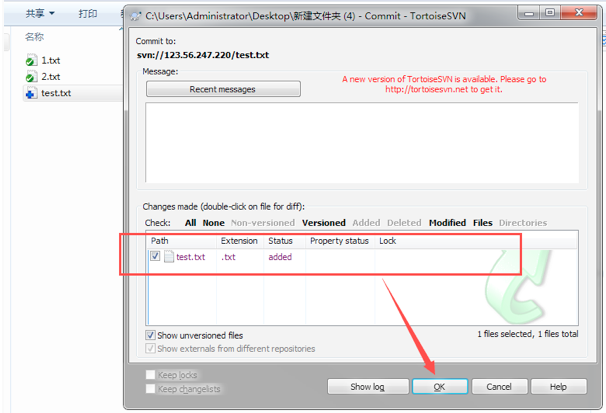 共享 打印
C:\Users\Administrator\Desktop\新建文件夹 (4) - Commit - TortoiseSVN
名称
1.txt
2.txt
test.txt
Commit to:
svn://123.56.247.220/test.txt
Message:
Recent messages
A new version of TortoiseSVN is available. Please go to
http://tortoisesvn.net to get it.
Changes made (double-click on file for diff):
Check: All None Non-versioned Versioned Added Deleted Modified Files Directories
Path Extension Status Property status Lock
test.txt .txt added
Show unversioned files
1 files selected, 1 files total
Show externals from different repositories
Keep locks
Keep changelists
Show log OK Cancel Help